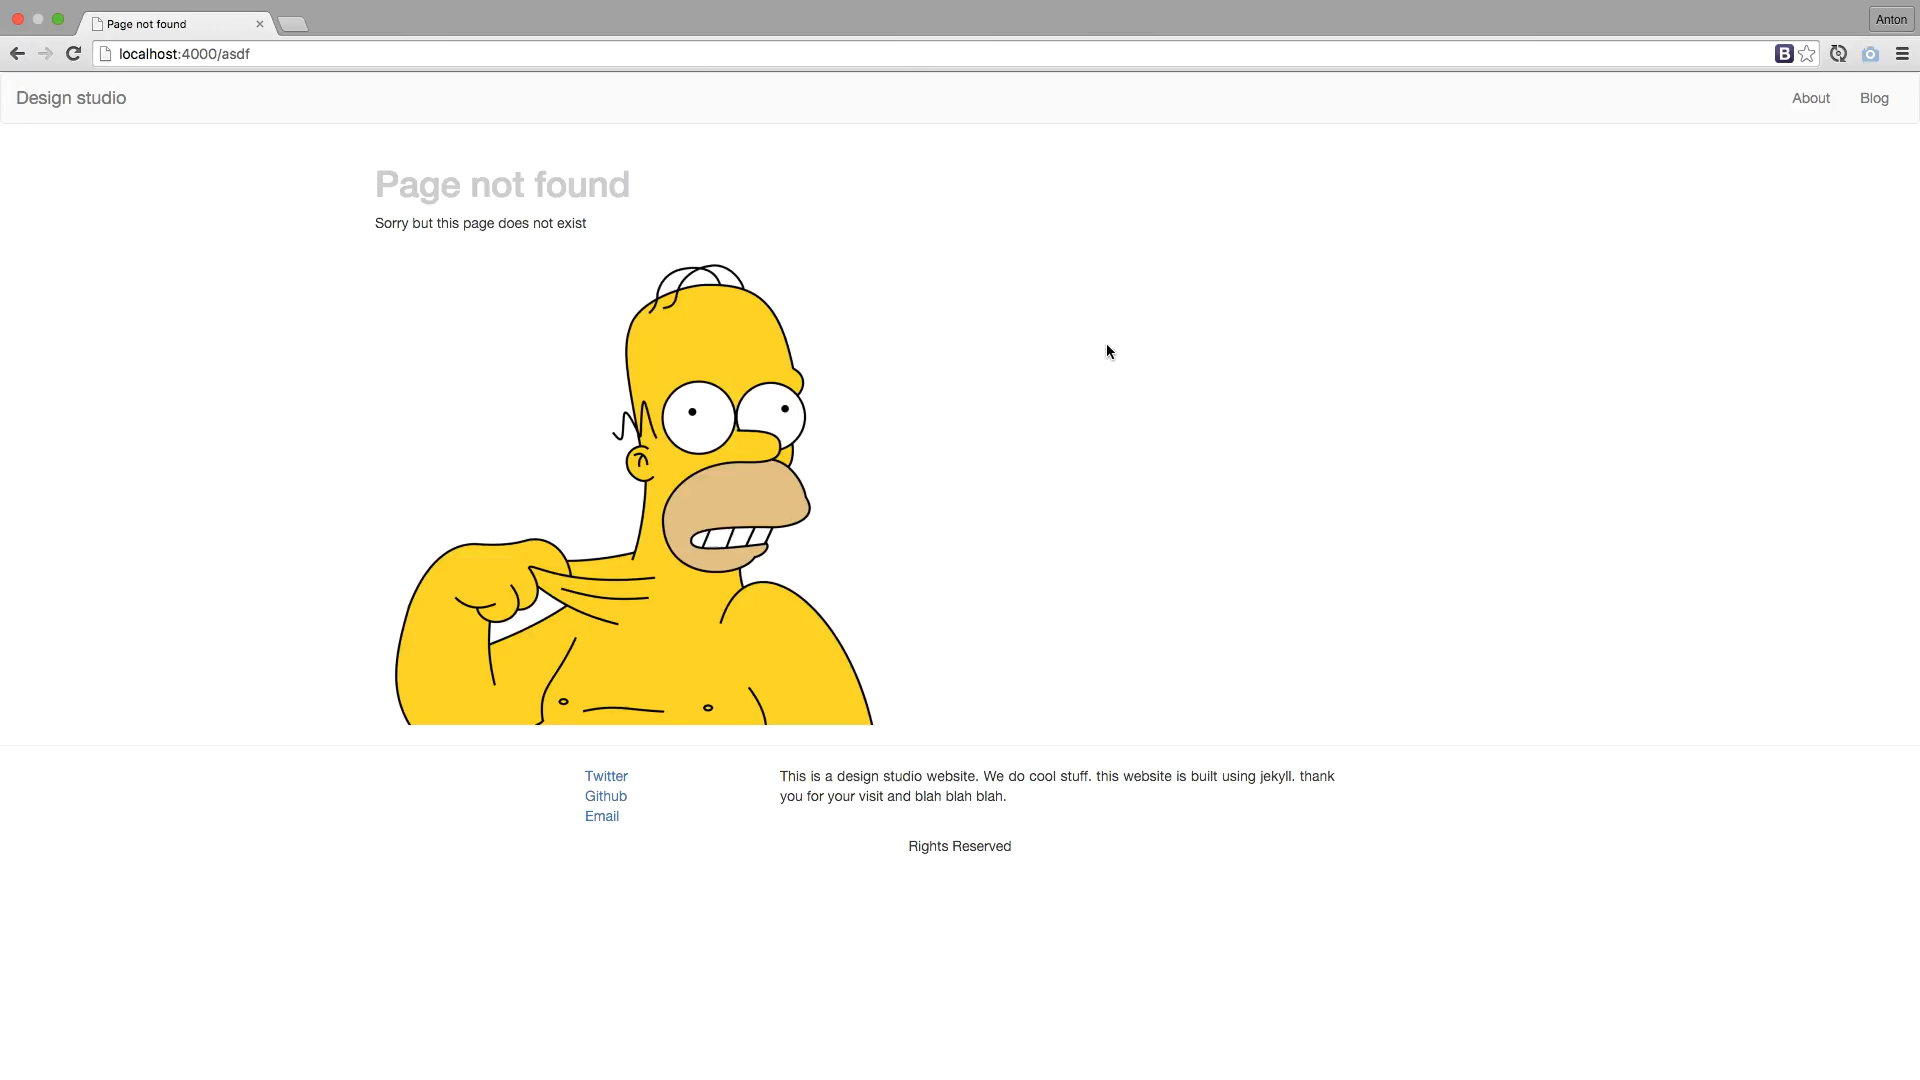 Page not found
Anton
localhost:4000/asdf
B
Design studio
About
Blog
Page not found
Sorry but this page does not exist
Twitter
Github
Email
This is a design studio website. We do cool stuff. this website is built using jekyll. thank
you for your visit and blah blah blah.
Rights Reserved